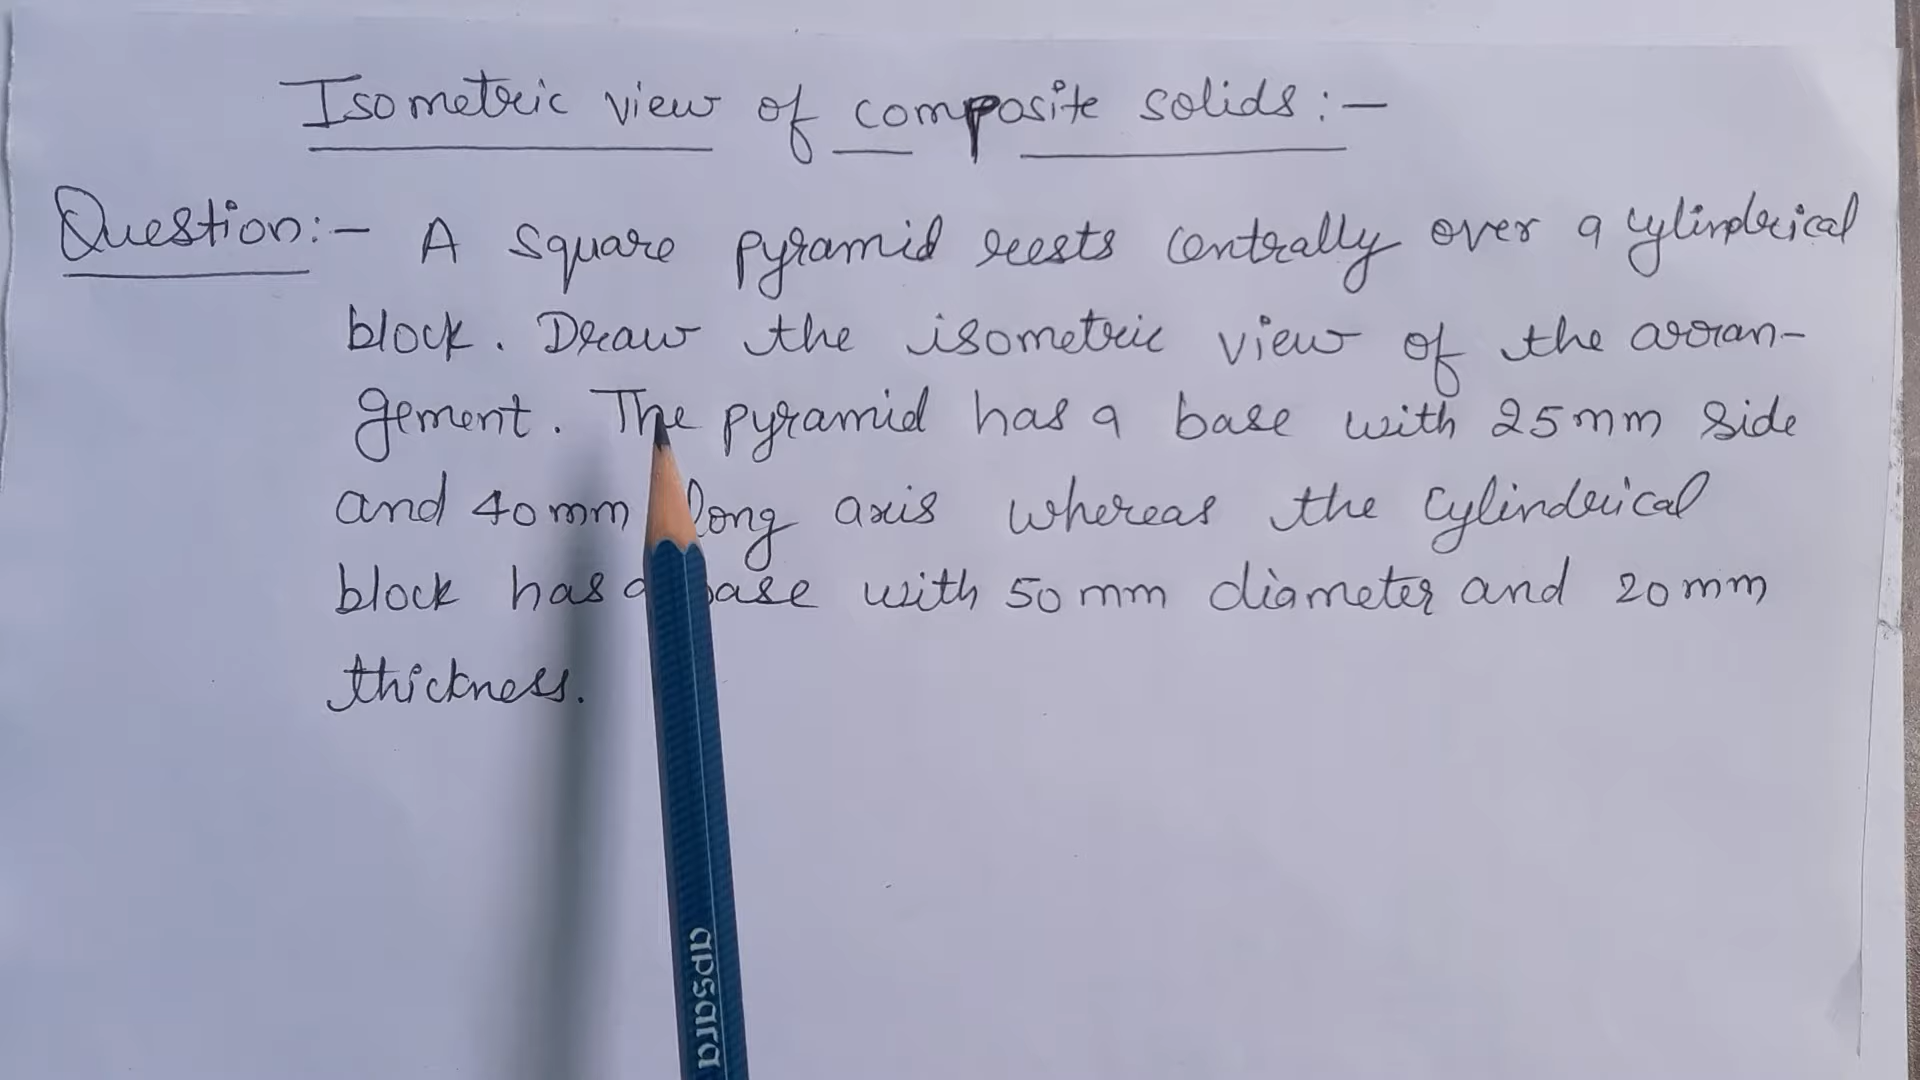 Isometric view of composite solids:-
Question:- A square pyramid rests centrally over a cylindrical
block. Draw the isometric view of the arran-
gement. The pyramid has a base with 25mm side
and 40mm long axis whereas the cylinderical
block has a base with 50mm diameter and 20mm
thickness.
apsara